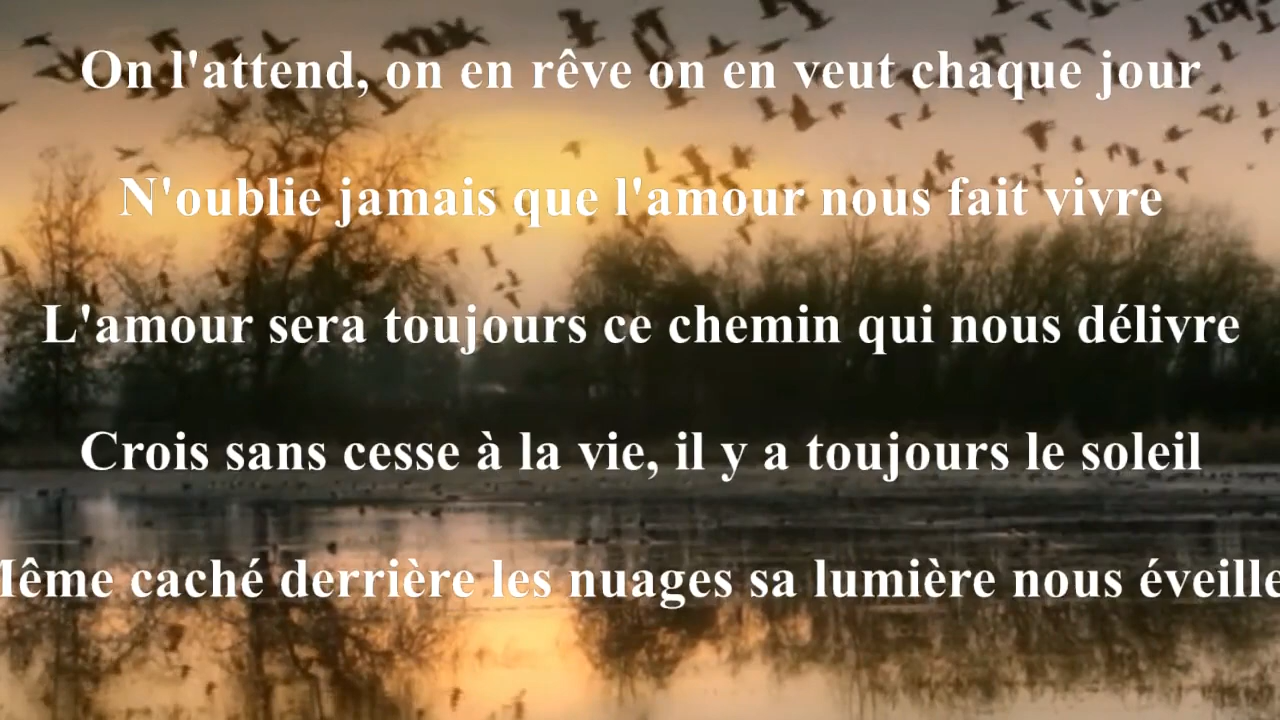 On l'attend, on en rêve on en veut chaque jour
N'oublie jamais que l'amour nous fait vivre
L'amour sera toujours ce chemin qui nous délivre
Crois sans cesse à la vie, il y a toujours le soleil
Même caché derrière les nuages sa lumière nous éveille